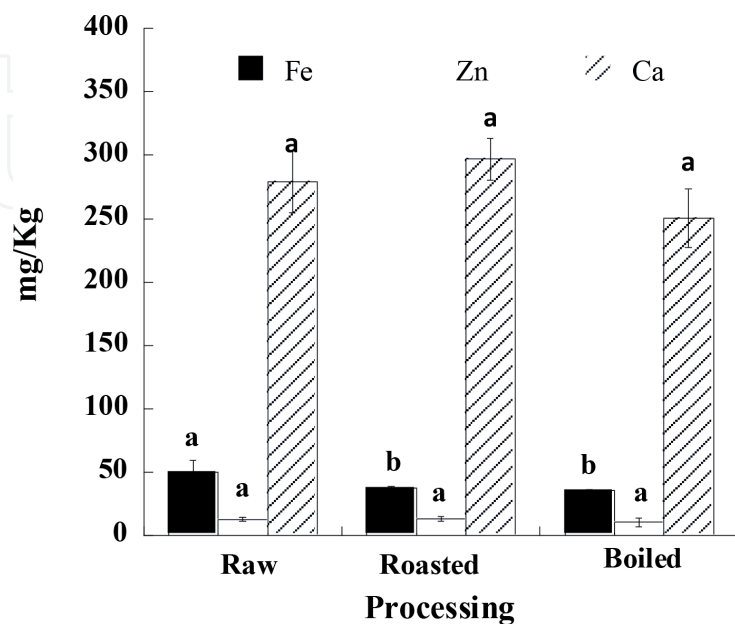 400
350
300
250
200
150
100
50
0
mg/Kg
Fe Zn Ca
a a a
b a a
b a a
Raw Roasted Boiled
Processing